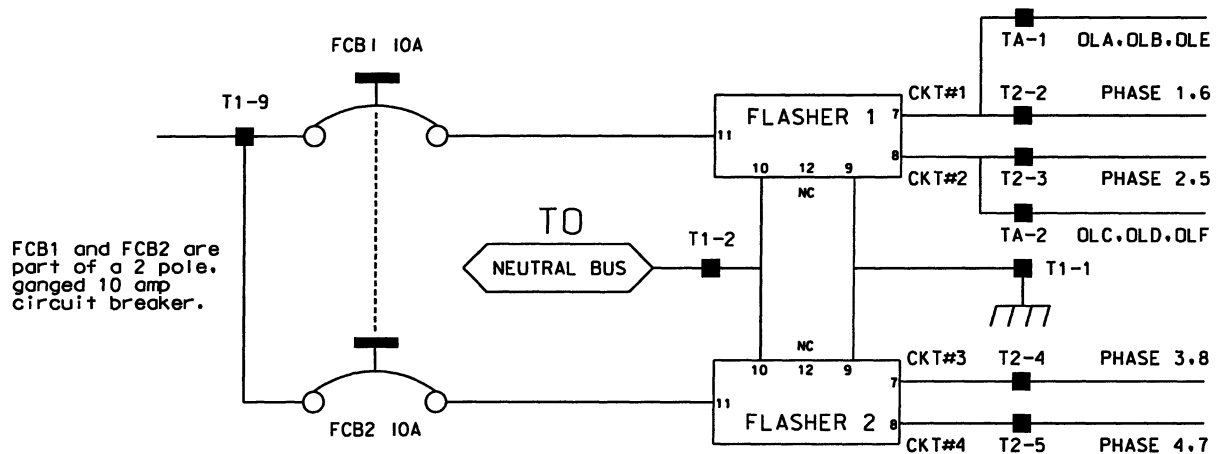 FCB1 10A
T1-9
TA-1 OLA.OLB.OLE
CKT#1 T2-2 PHASE 1.6
FLASHER 1
11
7
8
10 12 9
NC
CKT#2 T2-3 PHASE 2.5
TA-2 OLC.OLD.OLF
TO
NEUTRAL BUS
T1-2
T1-1
FCB1 and FCB2 are
part of a 2 pole.
ganged 10 amp
circuit breaker.
NC
10 12 9
CKT#3 T2-4 PHASE 3.8
7
11
FLASHER 2
8
FCB2 10A
CKT#4 T2-5 PHASE 4.7